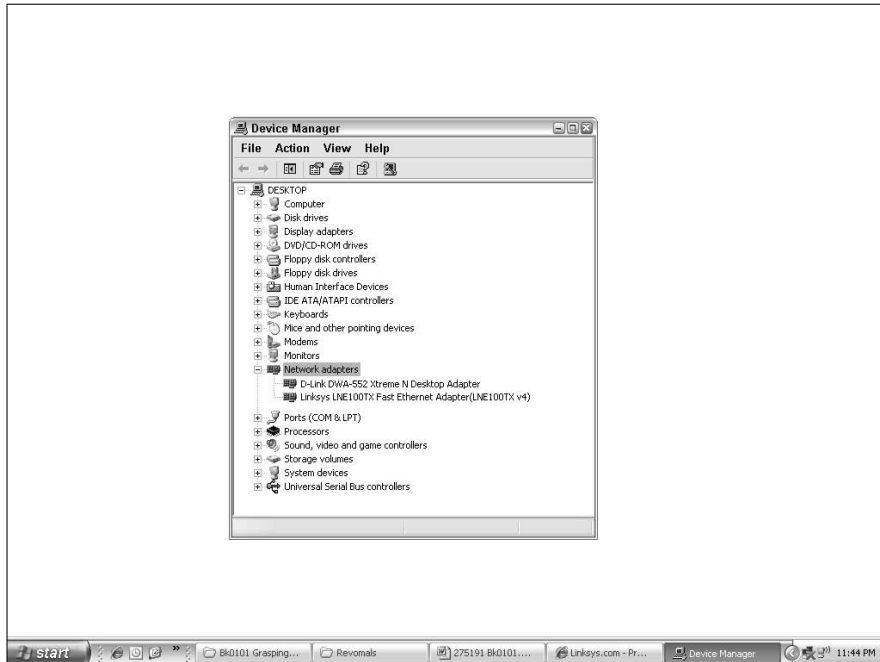 Device Manager
File Action View Help
DESKTOP
Computer
Disk drives
Display adapters
DVD/CD-ROM drives
Floppy disk controllers
Floppy disk drives
Human Interface Devices
IDE ATA/ATAPI controllers
Keyboards
Mice and other pointing devices
Modems
Monitors
Network adapters
D-Link DWA-552 Xtreme N Desktop Adapter
Linksys LNE100TX Fast Ethernet Adapter(LNE100TX v4)
Ports (COM & LPT)
Processors
Sound, video and game controllers
Storage volumes
System devices
Universal Serial Bus controllers
start » Bk0101 Grasping... Revomals 275191 Bk0101.... Linksys.com - Pr... Device Manager 11:44 PM